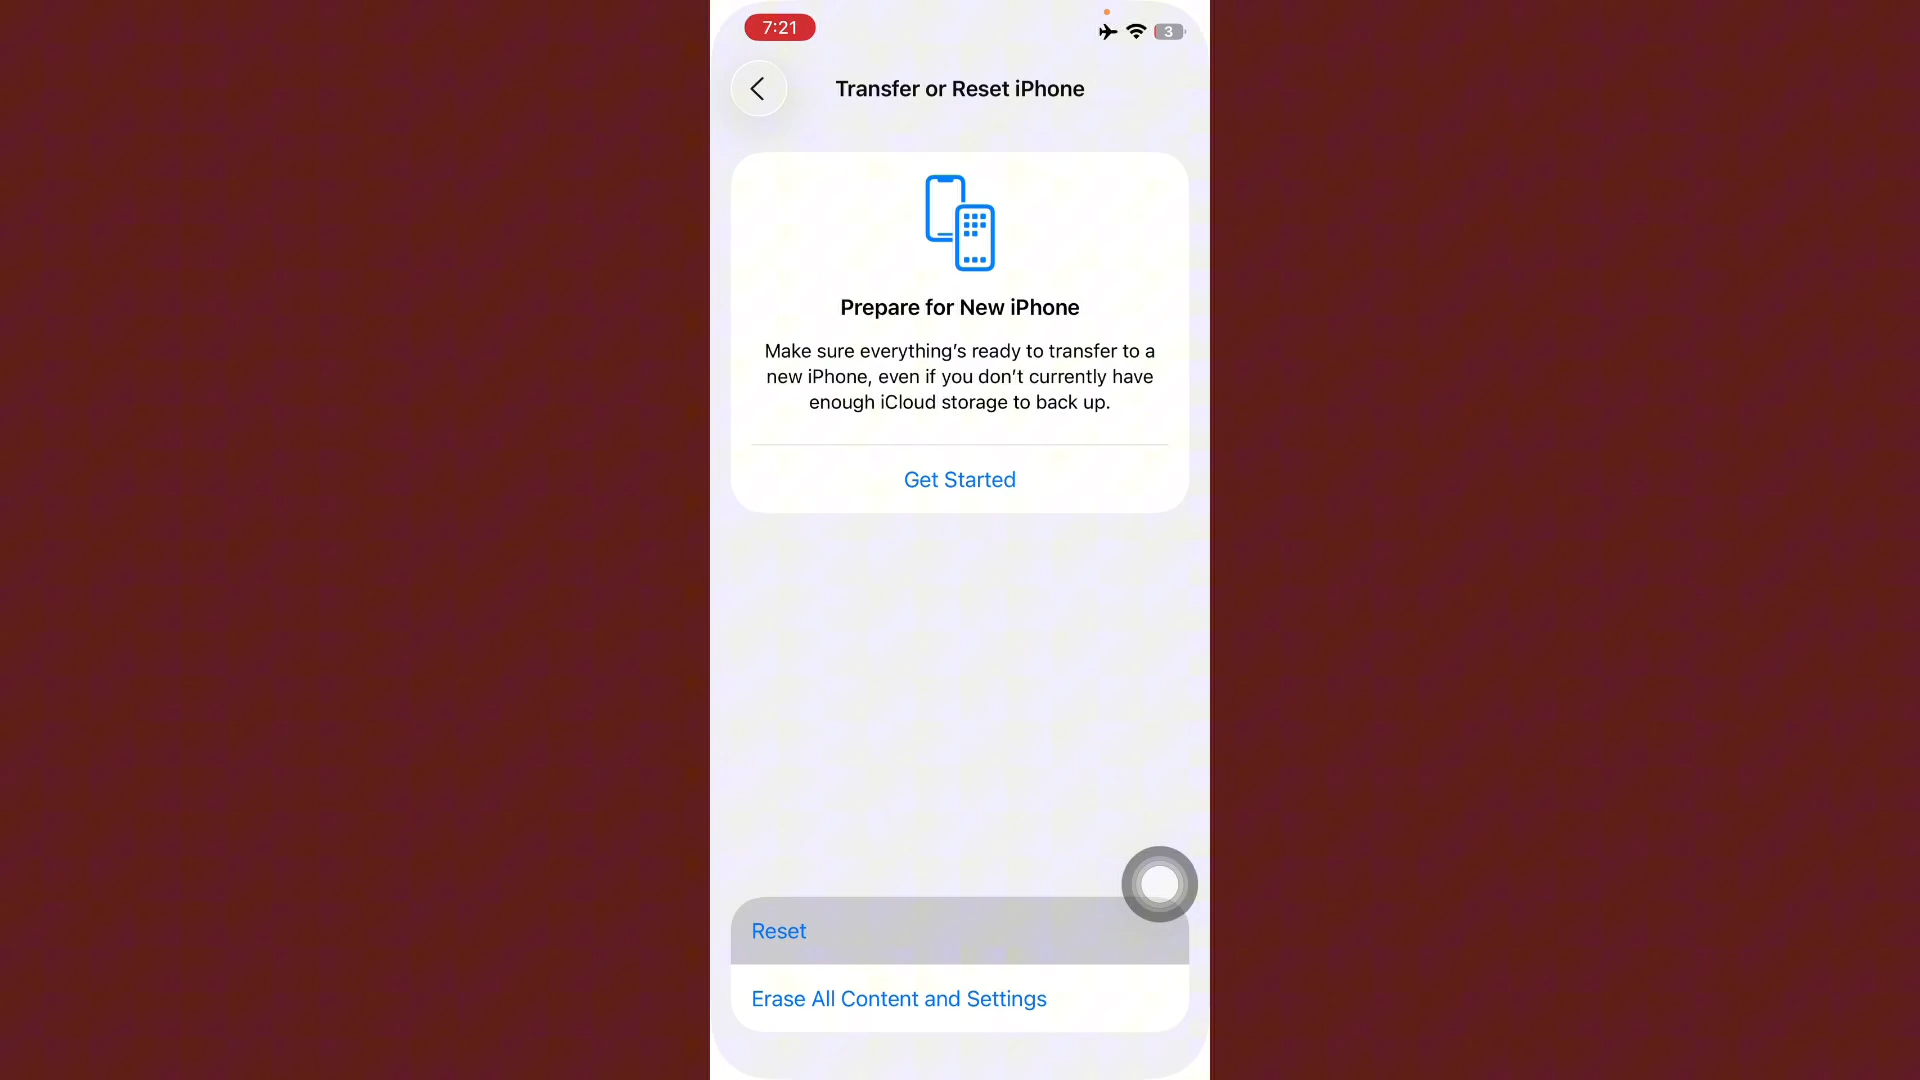 7:21
3
Transfer or Reset iPhone
Prepare for New iPhone
Make sure everything's ready to transfer to a
new iPhone, even if you don't currently have
enough iCloud storage to back up.
Get Started
Reset
Erase All Content and Settings